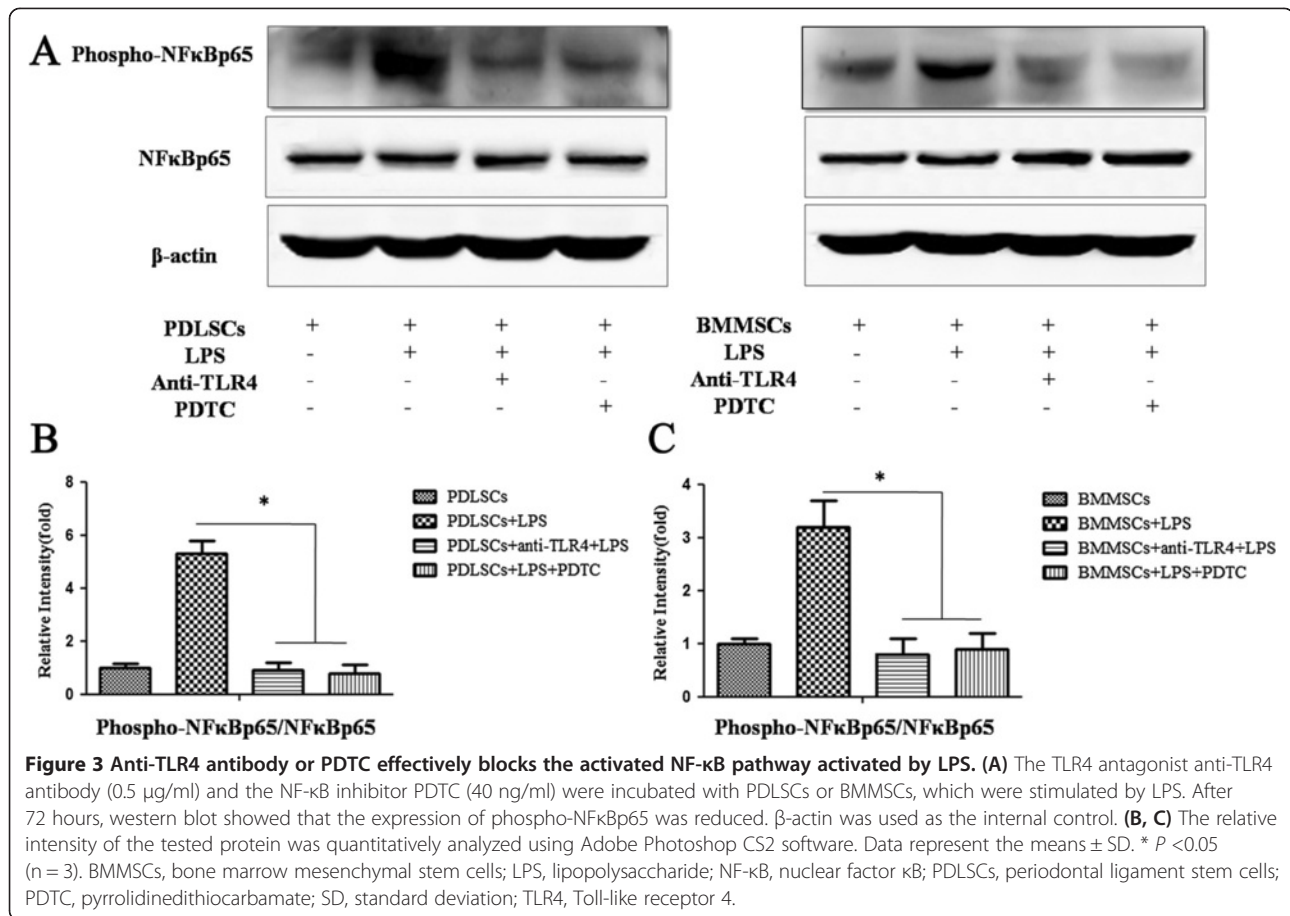 A
Phospho-NFκBp65
NFκBp65
β-actin
PDLSCs + + + +
LPS - + + +
Anti-TLR4 - - + -
PDTC - - - +
BMMSCs + + + +
LPS - + + +
Anti-TLR4 - - + -
PDTC - - - +
B
Relative Intensity(fold)
8
6
4
2
0
*
Phospho-NFκBp65/NFκBp65
PDLSCs
PDLSCs+LPS
PDLSCs+anti-TLR4+LPS
PDLSCs+LPS+PDTC
C
Relative Intensity(fold)
4
3
2
1
0
*
Phospho-NFκBp65/NFκBp65
BMMSCs
BMMSCs+LPS
BMMSCs+anti-TLR4+LPS
BMMSCs+LPS+PDTC
Figure 3 Anti-TLR4 antibody or PDTC effectively blocks the activated NF-κB pathway activated by LPS. (A) The TLR4 antagonist anti-TLR4
antibody (0.5 μg/ml) and the NF-κB inhibitor PDTC (40 ng/ml) were incubated with PDLSCs or BMMSCs, which were stimulated by LPS. After
72 hours, western blot showed that the expression of phospho-NFκBp65 was reduced. β-actin was used as the internal control. (B, C) The relative
intensity of the tested protein was quantitatively analyzed using Adobe Photoshop CS2 software. Data represent the means ± SD. * P <0.05
(n = 3). BMMSCs, bone marrow mesenchymal stem cells; LPS, lipopolysaccharide; NF-κB, nuclear factor κB; PDLSCs, periodontal ligament stem cells;
PDTC, pyrrolidinedithiocarbamate; SD, standard deviation; TLR4, Toll-like receptor 4.